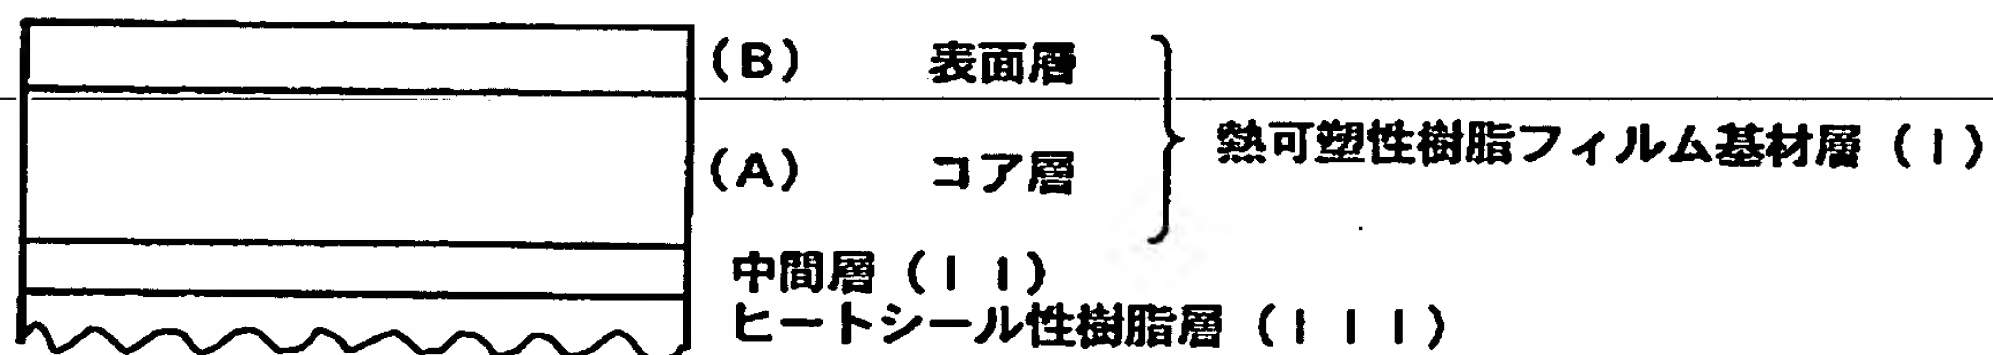 (B) 表面層
熱可塑性樹脂フィルム基材層 (I)
(A) コア層
中間層 (II)
ヒートシール性樹脂層 (III)